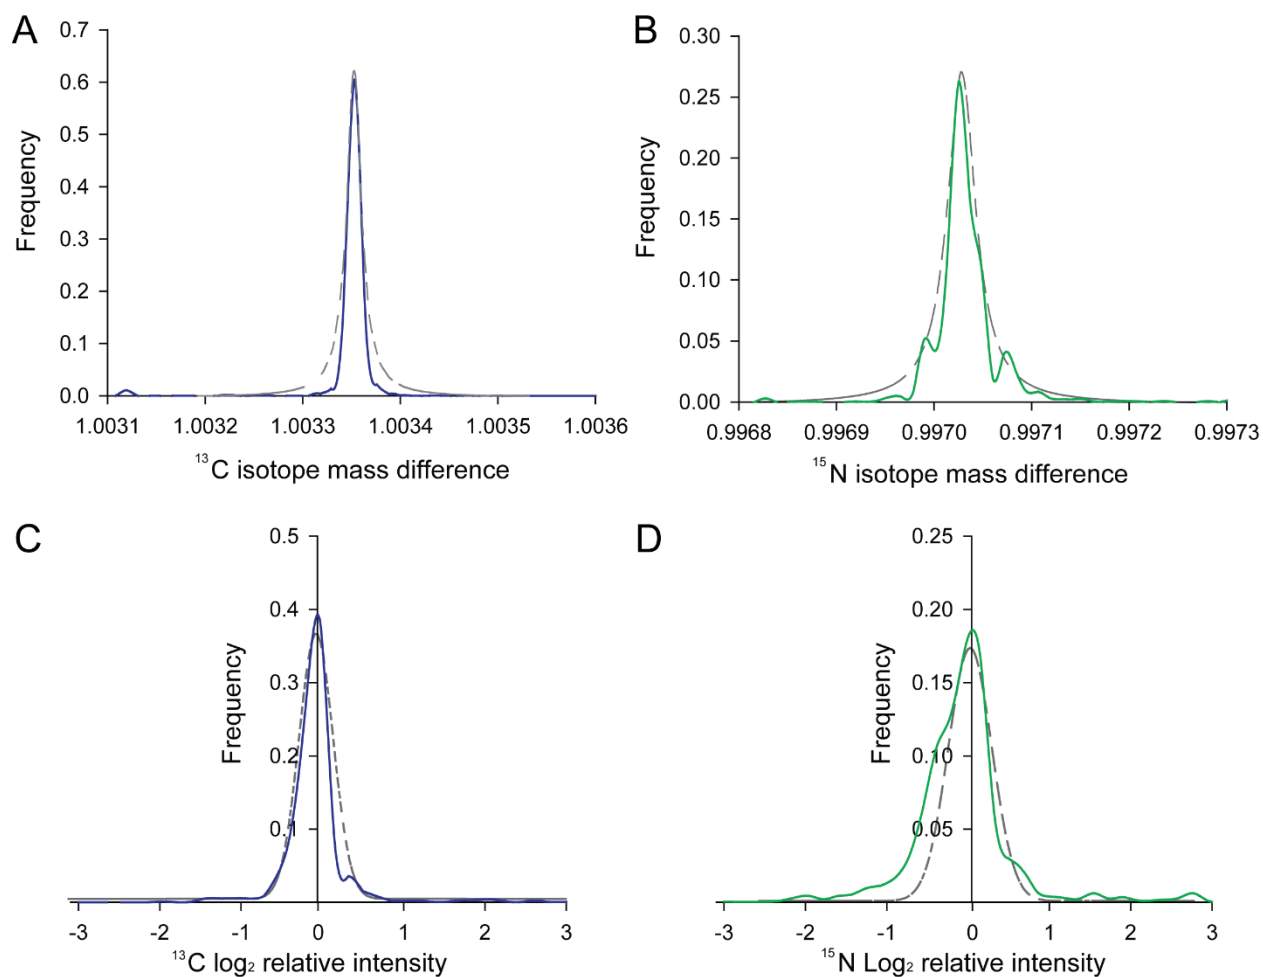 A
0.7
0.6
0.5
0.4
0.3
0.2
0.1
0.0
Frequency
1.0031 1.0032 1.0033 1.0034 1.0035 1.0036
13C isotope mass difference
B
0.30
0.25
0.20
0.15
0.10
0.05
0.00
Frequency
0.9968 0.9969 0.9970 0.9971 0.9972 0.9973
15N isotope mass difference
C
0.5
0.4
0.3
0.2
0.1
Frequency
-3 -2 -1 0 1 2 3
13C log2 relative intensity
D
0.25
0.20
0.15
0.10
0.05
Frequency
-3 -2 -1 0 1 2 3
15N Log2 relative intensity